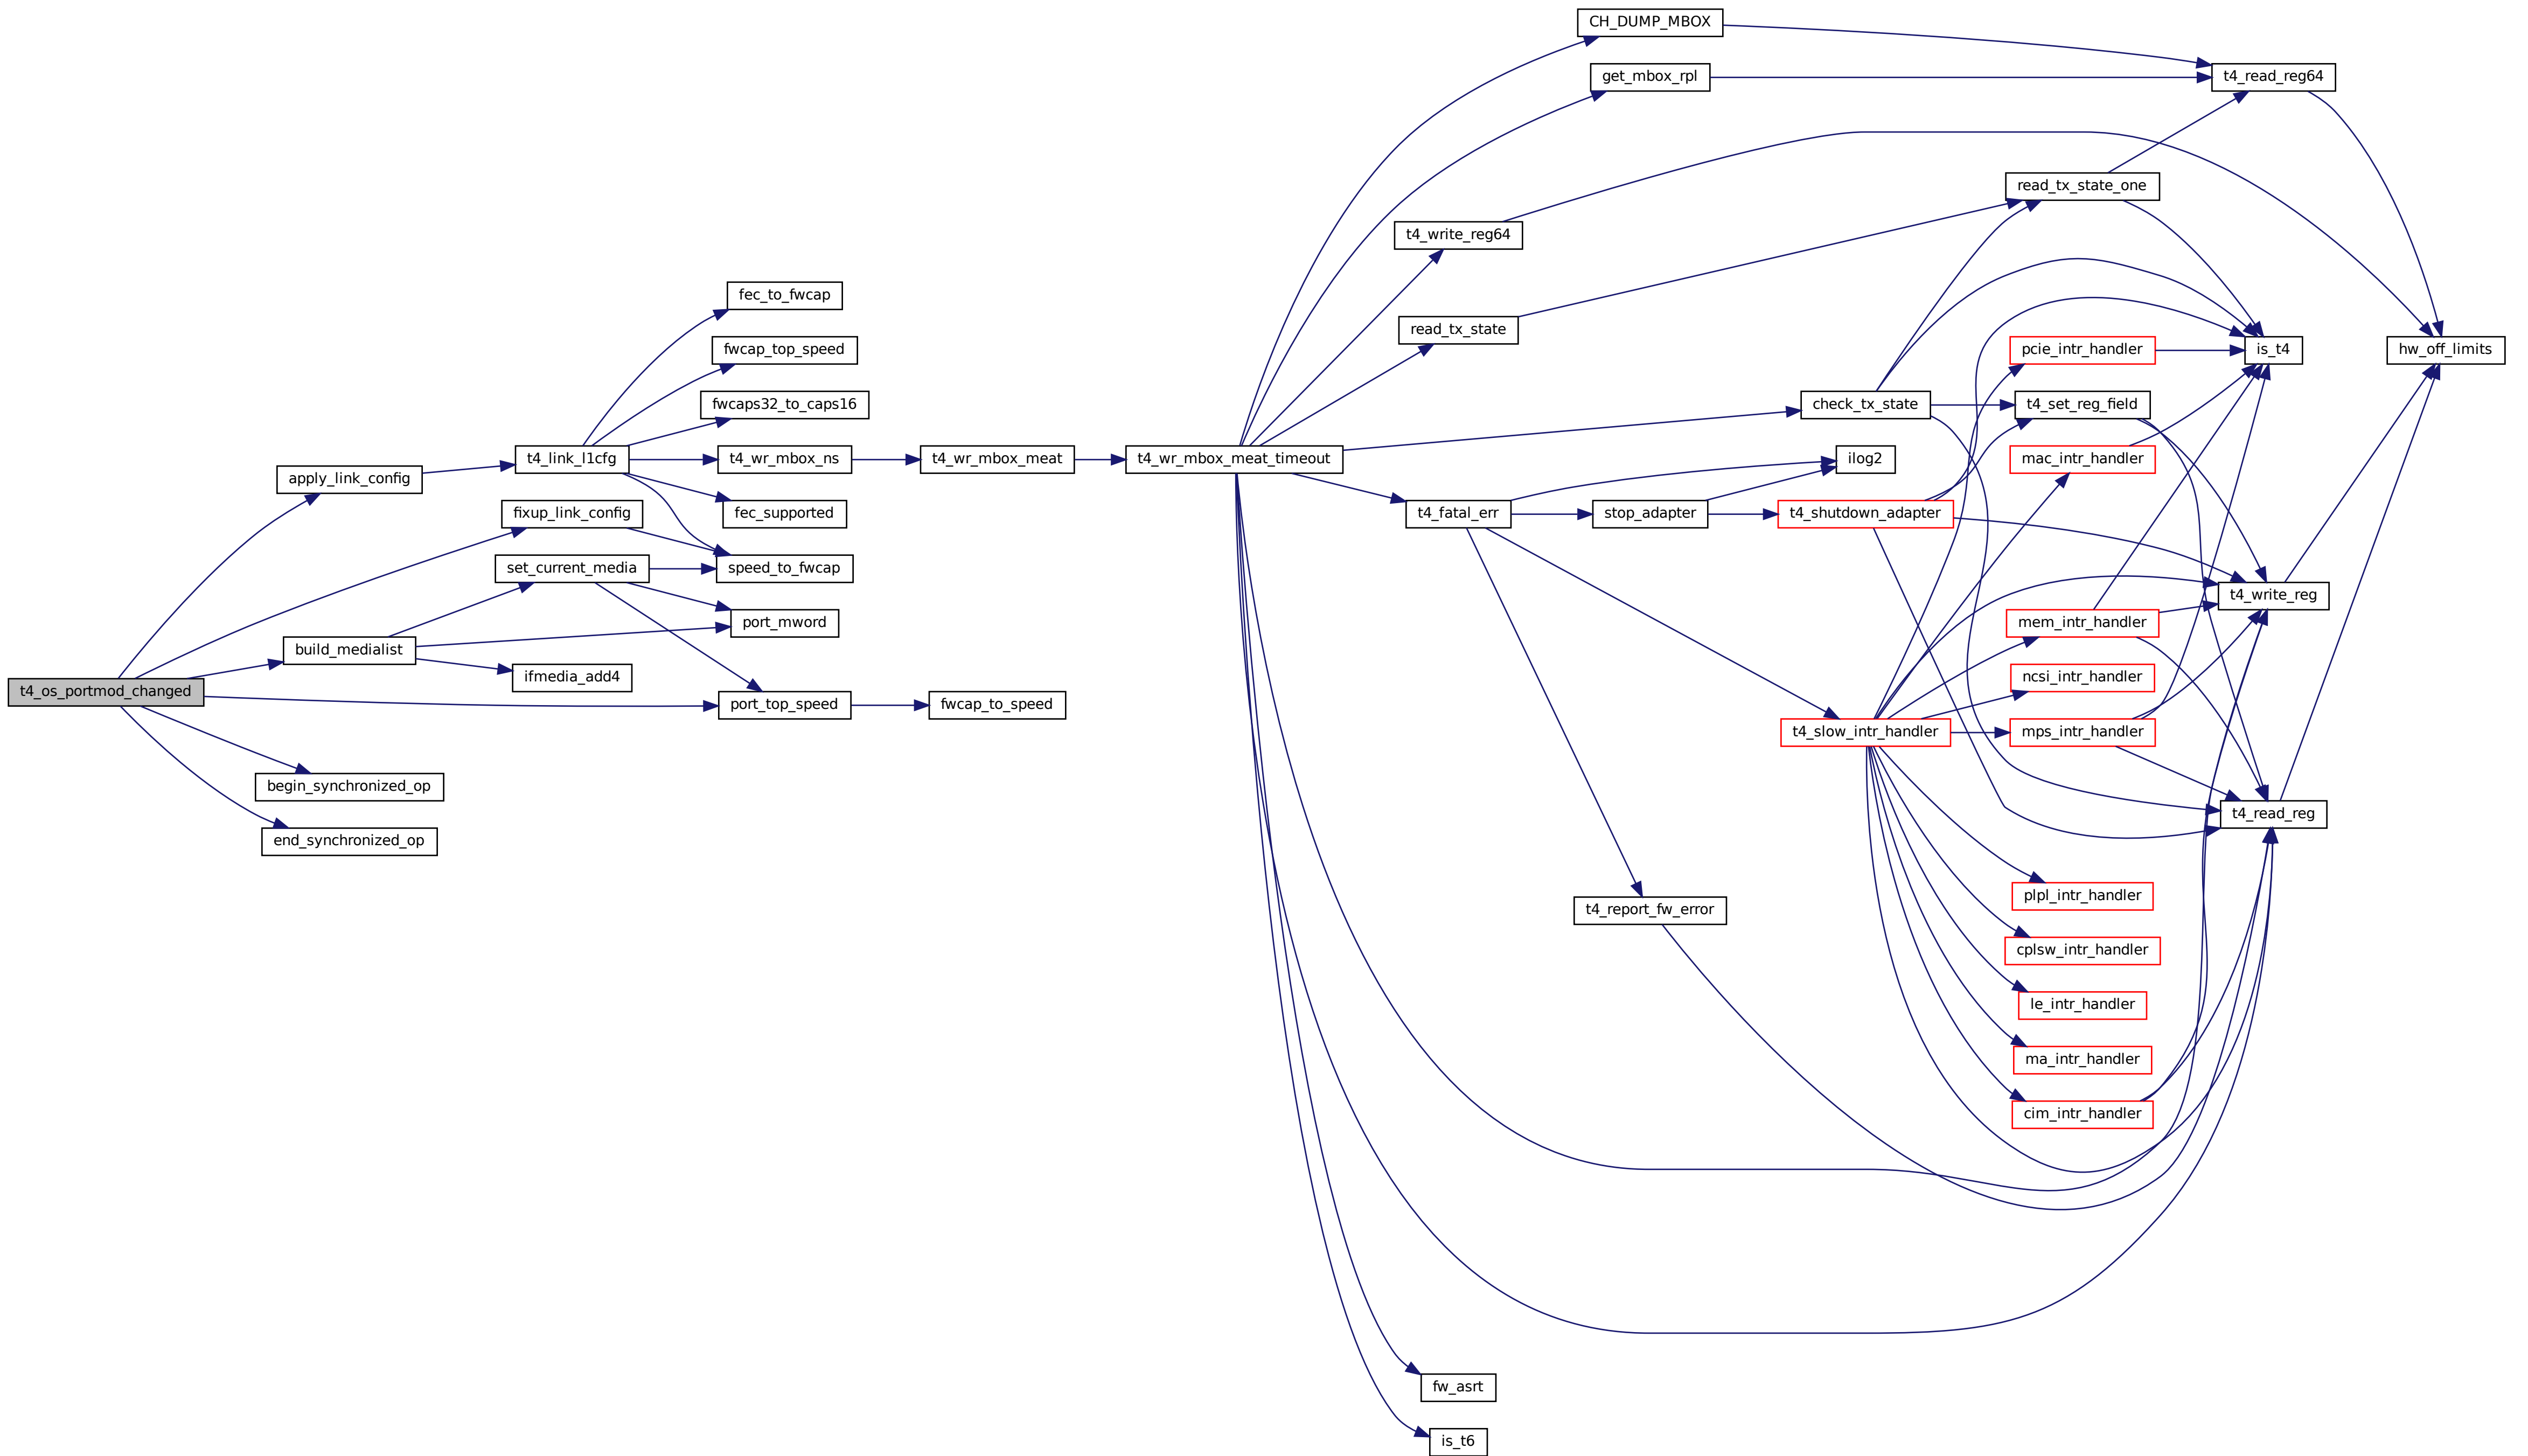 t4_os_portmod_changed
apply_link_config
fixup_link_config
build_medialist
begin_synchronized_op
end_synchronized_op
t4_link_l1cfg
set_current_media
ifmedia_add4
fec_to_fwcap
fwcap_top_speed
fwcaps32_to_caps16
t4_wr_mbox_ns
fec_supported
speed_to_fwcap
port_mword
port_top_speed
t4_wr_mbox_meat
fwcap_to_speed
t4_wr_mbox_meat_timeout
CH_DUMP_MBOX
get_mbox_rpl
t4_write_reg64
read_tx_state
check_tx_state
ilog2
t4_fatal_err
stop_adapter
t4_shutdown_adapter
t4_slow_intr_handler
t4_report_fw_error
fw_asrt
is_t6
t4_read_reg64
read_tx_state_one
pcie_intr_handler
is_t4
hw_off_limits
t4_set_reg_field
mac_intr_handler
t4_write_reg
mem_intr_handler
ncsi_intr_handler
mps_intr_handler
t4_read_reg
plpl_intr_handler
cplsw_intr_handler
le_intr_handler
ma_intr_handler
cim_intr_handler